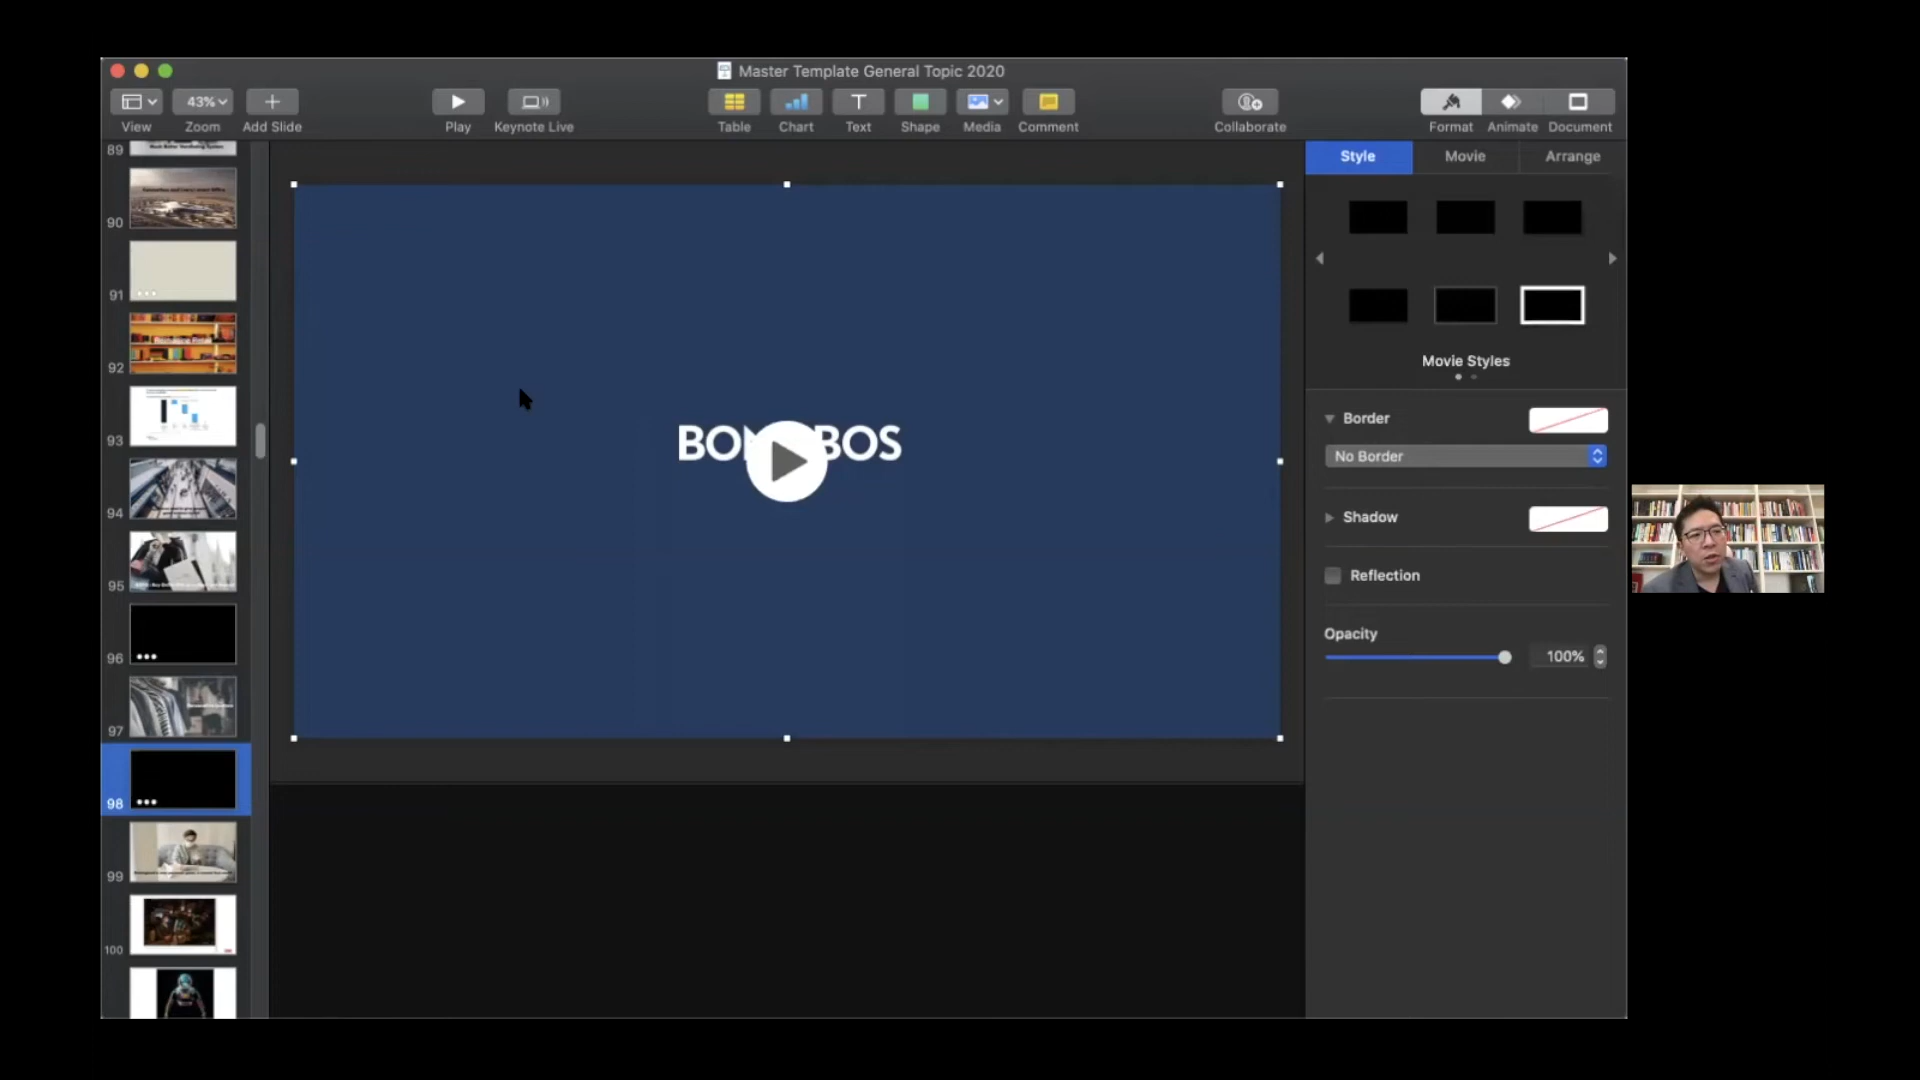 Master Template General Topic 2020
43%
View
Zoom
Add Slide
Play
Keynote Live
Table
Chart
Text
Shape
Media
Comment
Collaborate
Format
Animate
Document
Style
Movie
Arrange
89
90
91
92
93
94
95
96
97
98
99
100
BO
BOS
Movie Styles
Border
No Border
Shadow
Reflection
Opacity
100%